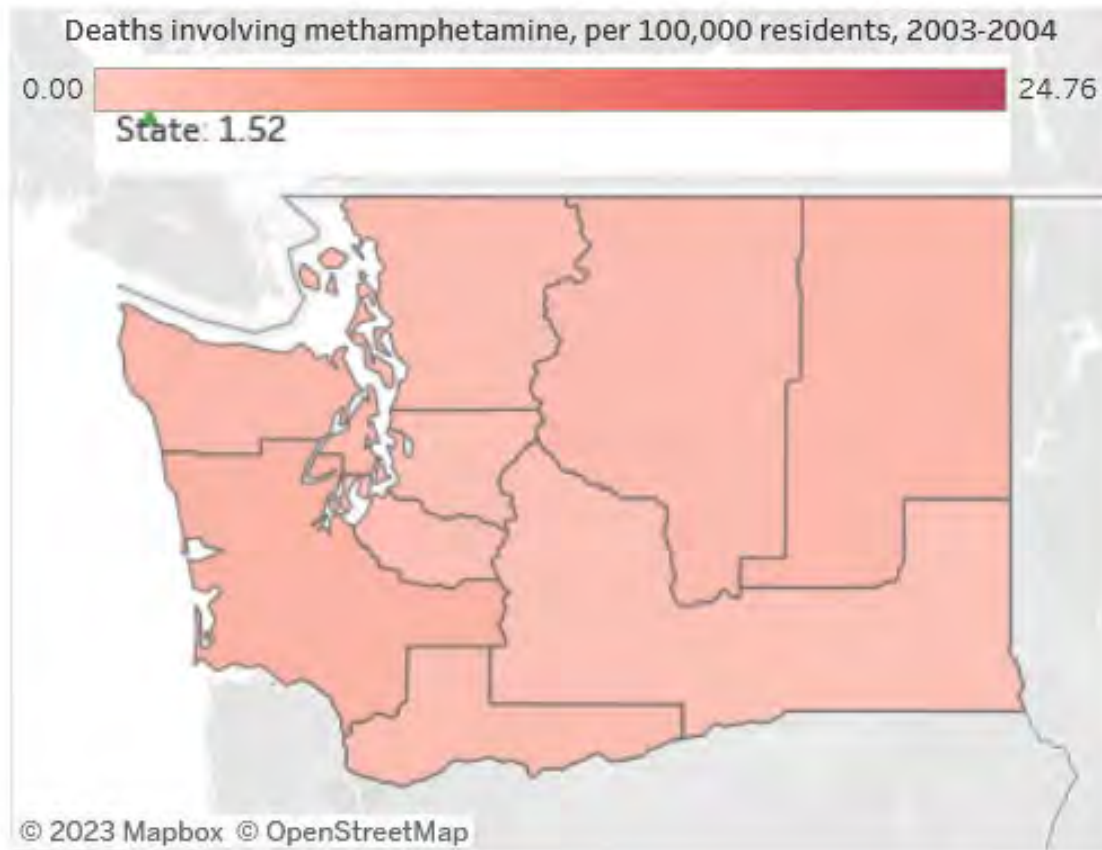 Deaths involving methamphetamine, per 100,000 residents, 2003-2004
0.00
24.76
State: 1.52
© 2023 Mapbox © OpenStreetMap